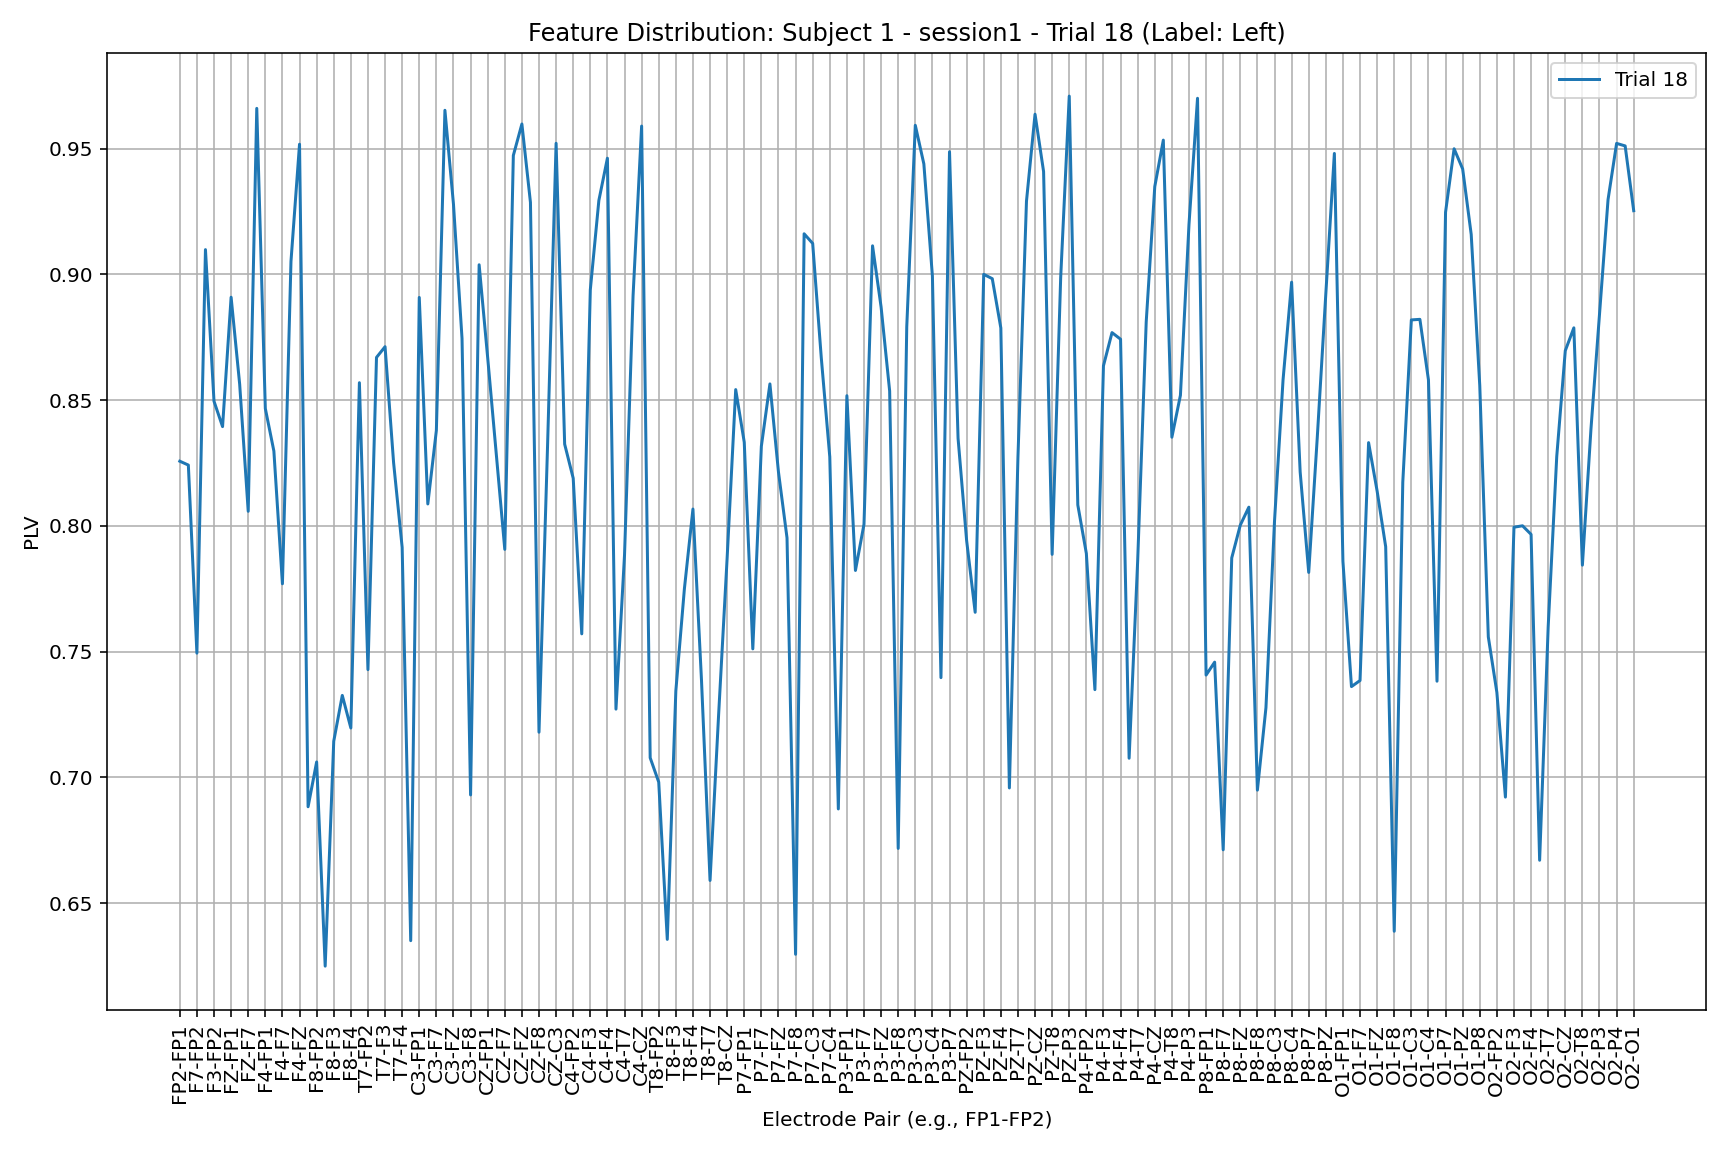 Feature Distribution: Subject 1 - session1 - Trial 18 (Label: Left)
Trial 18
0.95
0.90
0.85
0.80
0.75
0.70
0.65
PLV
FP2-FP1
F7-FP2
F3-FP2
FZ-FP1
FZ-F7
F4-FP1
F4-F7
F4-FZ
F8-FP2
F8-F3
F8-F4
T7-FP2
T7-F3
T7-F4
C3-FP1
C3-F7
C3-FZ
C3-F8
CZ-FP1
CZ-F7
CZ-FZ
CZ-F8
CZ-C3
C4-FP2
C4-F3
C4-F4
C4-T7
C4-CZ
T8-FP2
T8-F3
T8-F4
T8-T7
T8-CZ
P7-FP1
P7-F7
P7-FZ
P7-F8
P7-C3
P7-C4
P3-FP1
P3-F7
P3-FZ
P3-F8
P3-C3
P3-C4
P3-P7
PZ-FP2
PZ-F3
PZ-F4
PZ-T7
PZ-CZ
PZ-T8
PZ-P3
P4-FP2
P4-F3
P4-F4
P4-T7
P4-CZ
P4-T8
P4-P3
P8-FP1
P8-F7
P8-FZ
P8-F8
P8-C3
P8-C4
P8-P7
P8-PZ
O1-FP1
O1-F7
O1-FZ
O1-F8
O1-C3
O1-C4
O1-P7
O1-PZ
O1-P8
O2-FP2
O2-F3
O2-F4
O2-T7
O2-CZ
O2-T8
O2-P3
O2-P4
O2-O1
Electrode Pair (e.g., FP1-FP2)